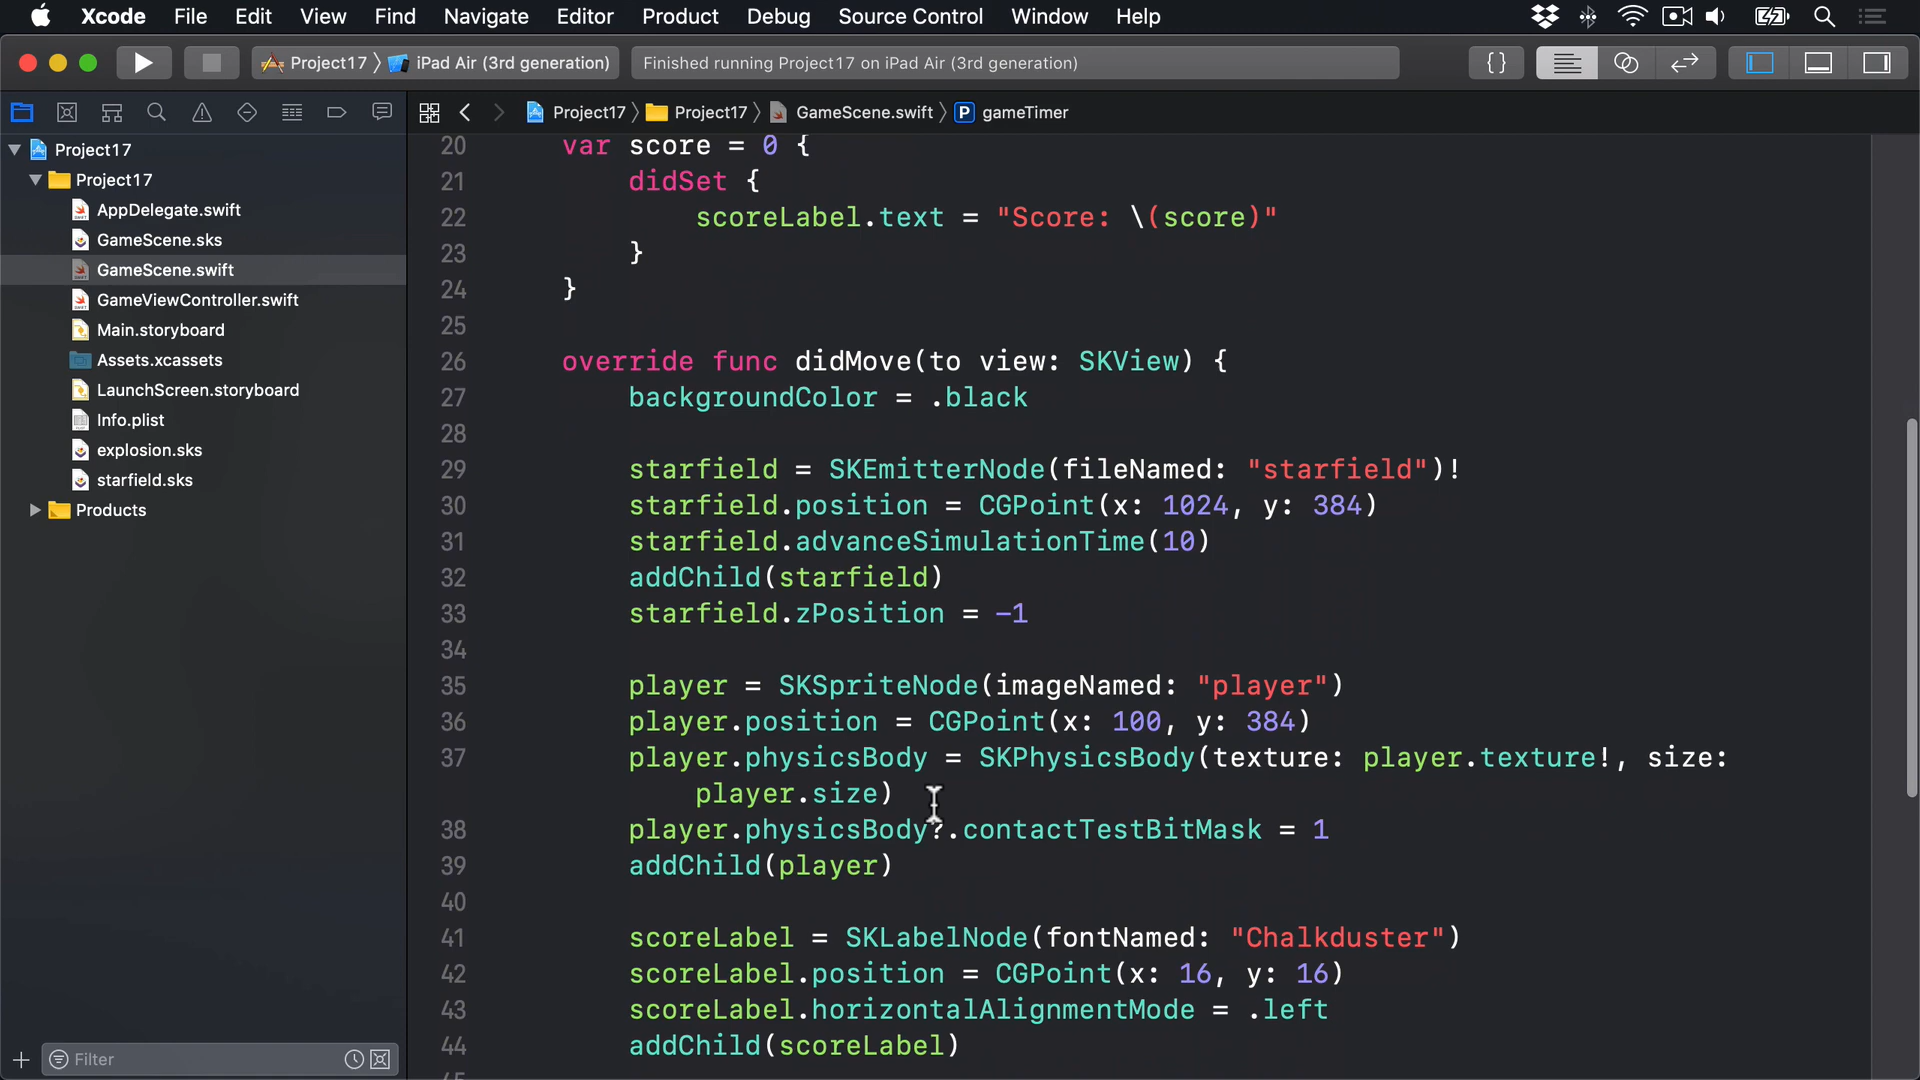 Xcode File Edit View Find Navigate Editor Product Debug Source Control Window Help
Project17 iPad Air (3rd generation) Finished running Project17 on iPad Air (3rd generation) {}
Project17 Project17 GameScene.swift P gameTimer
Project17
Project17
AppDelegate.swift
GameScene.sks
GameScene.swift
GameViewController.swift
Main.storyboard
Assets.xcassets
LaunchScreen.storyboard
Info.plist
explosion.sks
starfield.sks
Products
Filter
20 var score = 0 {
21 didSet {
22 scoreLabel.text = "Score: \(score)"
23 }
24 }
25
26 override func didMove(to view: SKView) {
27 backgroundColor = .black
28
29 starfield = SKEmitterNode(fileNamed: "starfield")!
30 starfield.position = CGPoint(x: 1024, y: 384)
31 starfield.advanceSimulationTime(10)
32 addChild(starfield)
33 starfield.zPosition = -1
34
35 player = SKSpriteNode(imageNamed: "player")
36 player.position = CGPoint(x: 100, y: 384)
37 player.physicsBody = SKPhysicsBody(texture: player.texture!, size:
player.size)
38 player.physicsBody?.contactTestBitMask = 1
39 addChild(player)
40
41 scoreLabel = SKLabelNode(fontNamed: "Chalkduster")
42 scoreLabel.position = CGPoint(x: 16, y: 16)
43 scoreLabel.horizontalAlignmentMode = .left
44 addChild(scoreLabel)